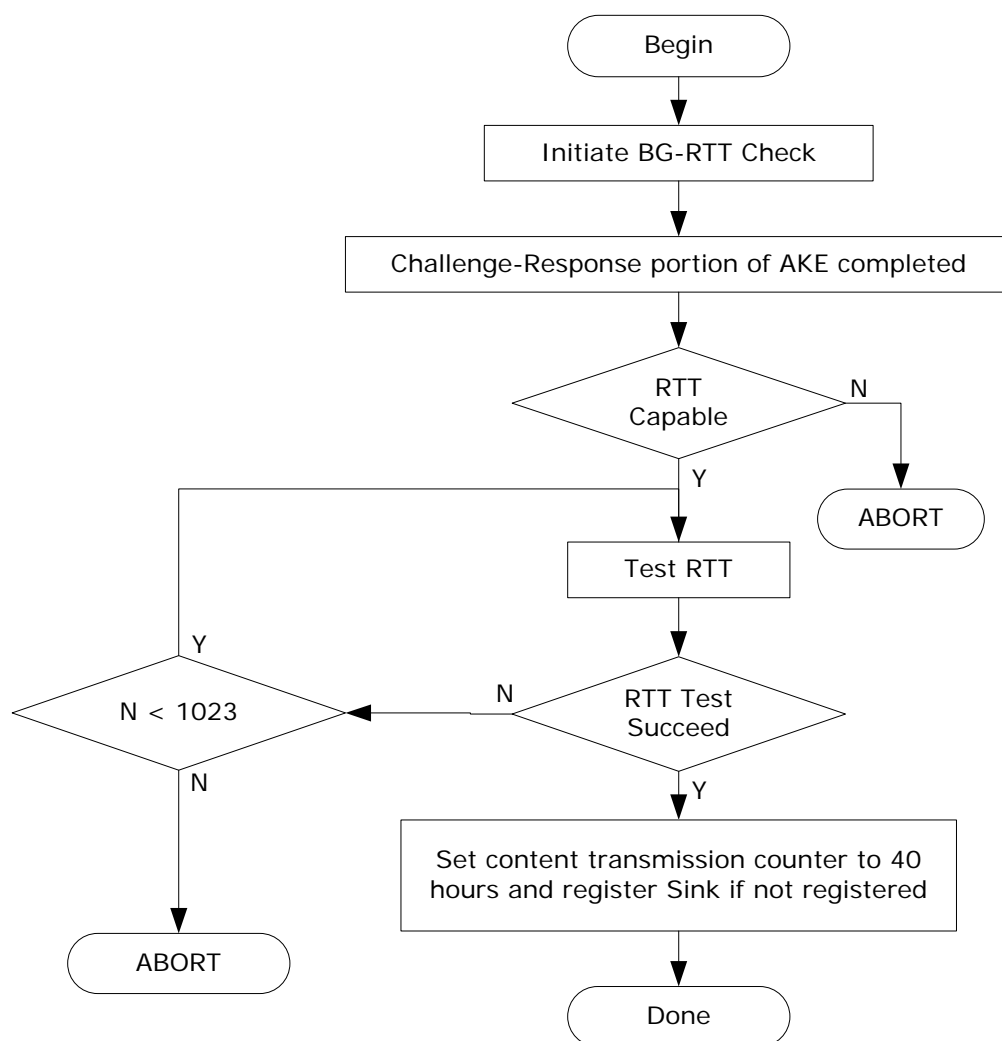 Begin
Initiate BG-RTT Check
Challenge-Response portion of AKE completed
RTT
Capable
N
Y
ABORT
Test RTT
Y
N < 1023
N
RTT Test
Succeed
N
Y
Set content transmission counter to 40
hours and register Sink if not registered
ABORT
Done